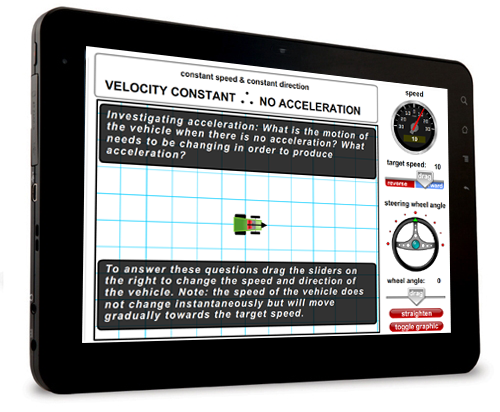 constant speed & constant direction
VELOCITY CONSTANT ∴ NO ACCELERATION
Investigating acceleration: What is the motion of
the vehicle when there is no acceleration? What
needs to be changing in order to produce
acceleration?
To answer these questions drag the sliders on
the right to change the speed and direction of
the vehicle. Note: the speed of the vehicle does
not change instantaneously but will move
gradually towards the target speed.
speed
10
target speed: 10
drag
reverse ward
steering wheel angle
wheel angle: 0
drag
straighten
toggle graphic